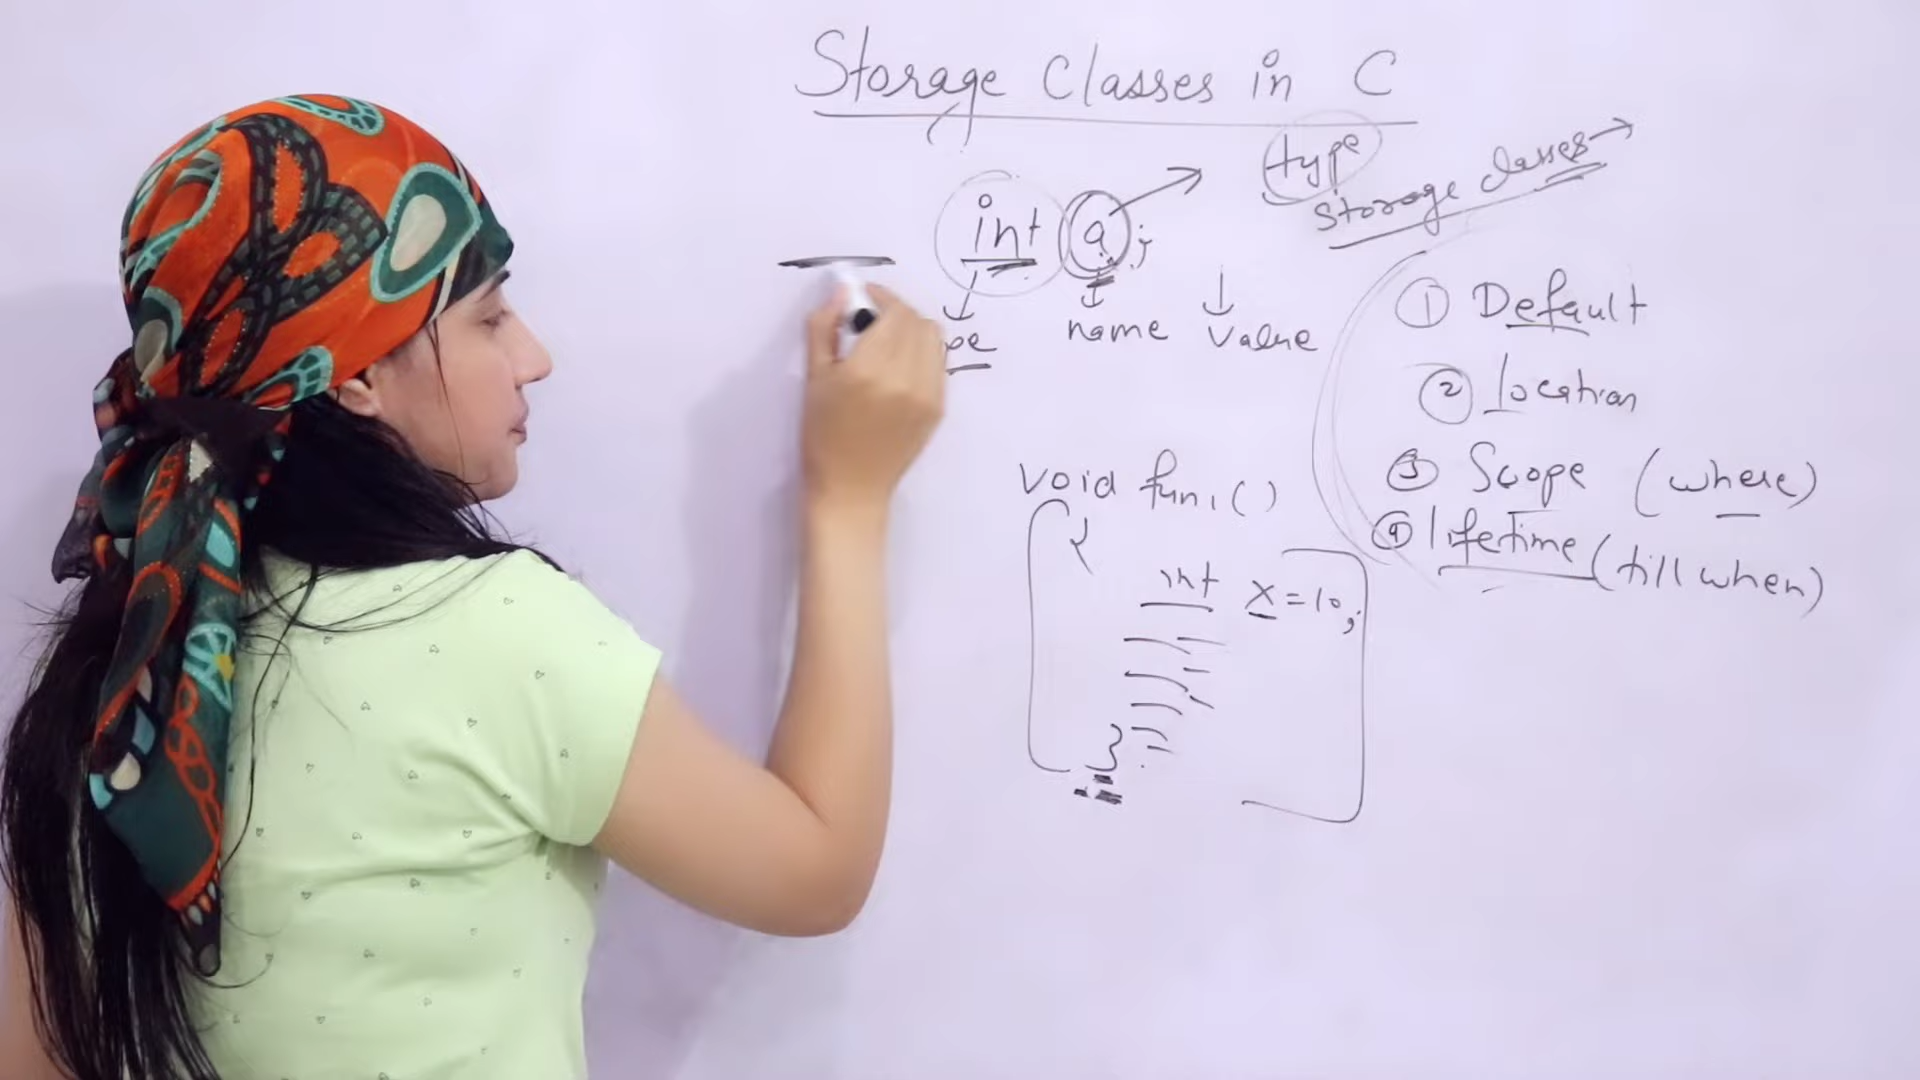 Storage Classes in C
type
Storage classes
int a;
name
Value
① Default
② location
③ Scope (where)
④ lifetime (till when)
void fun1()
{
int x=10;
}